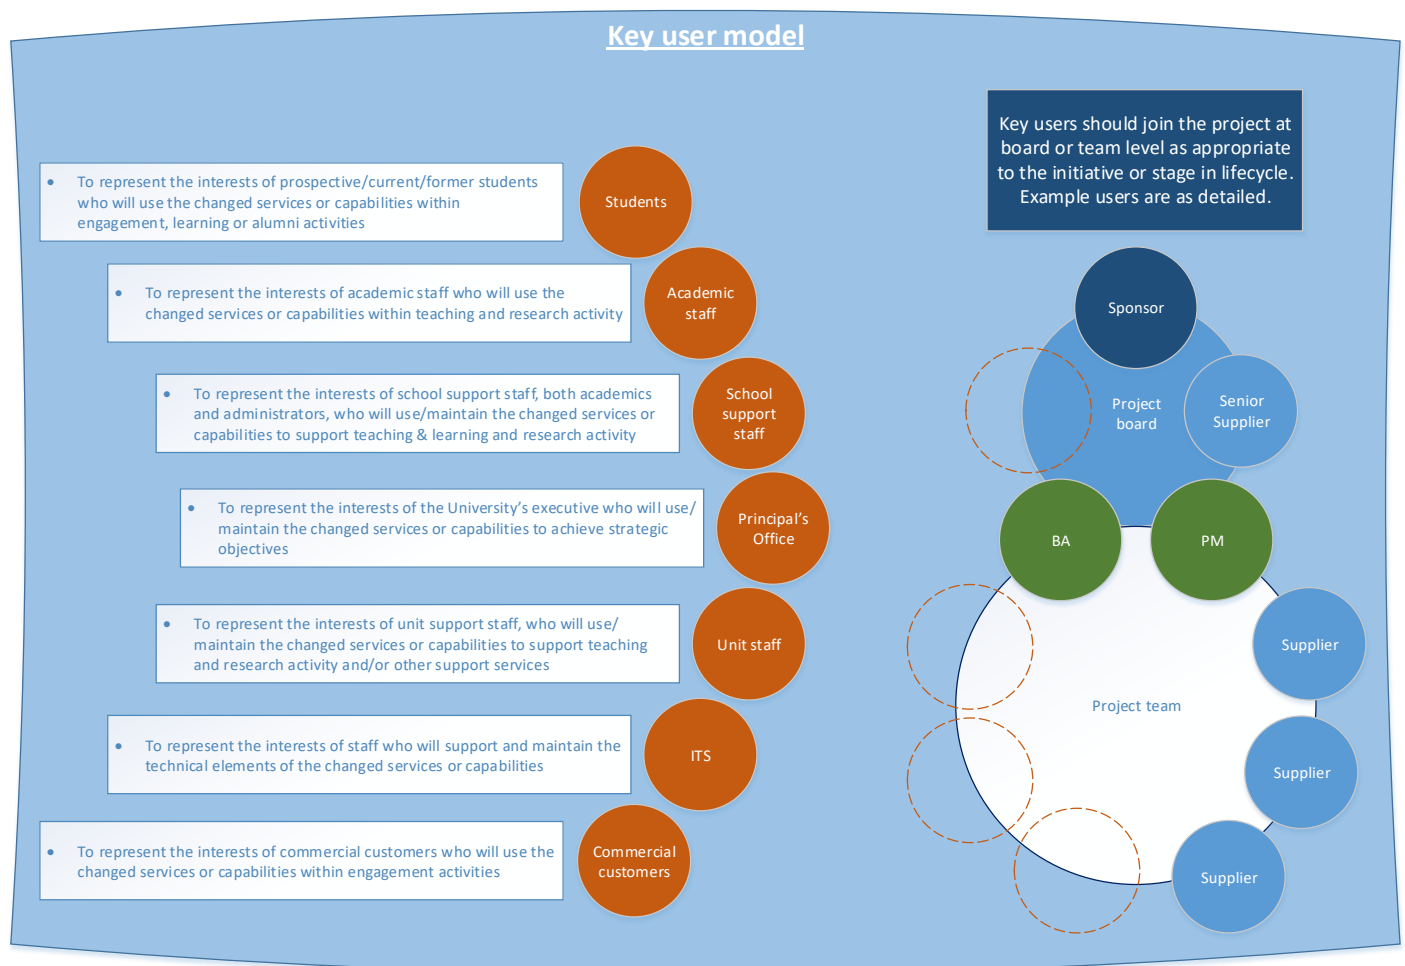 Key user model
Key users should join the project at
board or team level as appropriate
to the initiative or stage in lifecycle.
Example users are as detailed.
• To represent the interests of prospective/current/former students
who will use the changed services or capabilities within
engagement, learning or alumni activities
Students
• To represent the interests of academic staff who will use the
changed services or capabilities within teaching and research activity
Academic
staff
• To represent the interests of school support staff, both academics
and administrators, who will use/maintain the changed services or
capabilities to support teaching & learning and research activity
School
support
staff
• To represent the interests of the University’s executive who will use/
maintain the changed services or capabilities to achieve strategic
objectives
Principal’s
Office
• To represent the interests of unit support staff, who will use/
maintain the changed services or capabilities to support teaching
and research activity and/or other support services
Unit staff
• To represent the interests of staff who will support and maintain the
technical elements of the changed services or capabilities
ITS
• To represent the interests of commercial customers who will use the
changed services or capabilities within engagement activities
Commercial
customers
Sponsor
Project
board
Senior
Supplier
BA
PM
Supplier
Project team
Supplier
Supplier